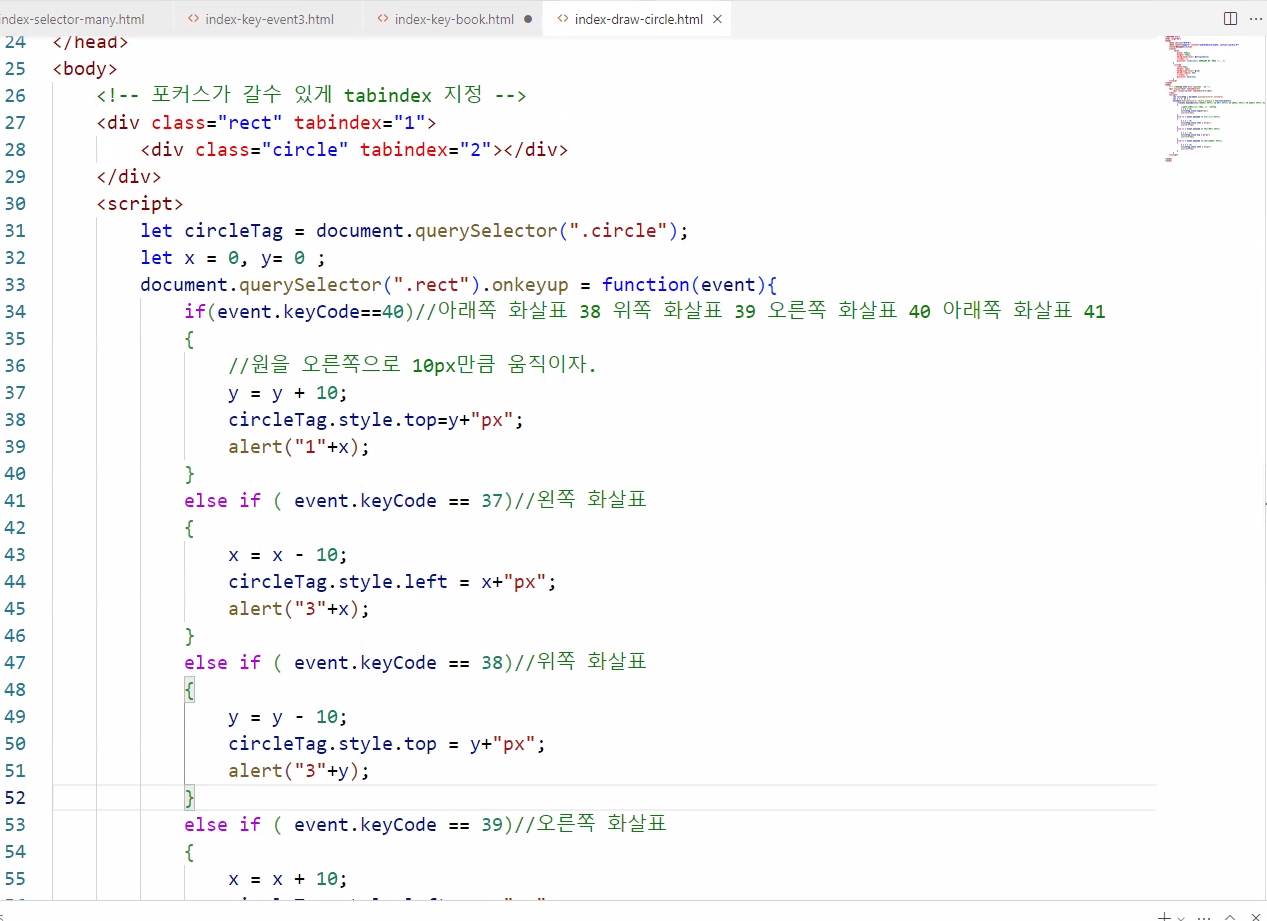 index-selector-many.html <> index-key-event3.html <> index-key-book.html ● <> index-draw-circle.html ×
24 </head>
25 <body>
26 <!-- 포커스가 갈수 있게 tabindex 지정 -->
27 <div class="rect" tabindex="1">
28 <div class="circle" tabindex="2"></div>
29 </div>
30 <script>
31 let circleTag = document.querySelector(".circle");
32 let x = 0, y= 0 ;
33 document.querySelector(".rect").onkeyup = function(event){
34 if(event.keyCode==40)//아래쪽 화살표 38 위쪽 화살표 39 오른쪽 화살표 40 아래쪽 화살표 41
35 {
36 //원을 오른쪽으로 10px만큼 움직이자.
37 y = y + 10;
38 circleTag.style.top=y+"px";
39 alert("1"+x);
40 }
41 else if ( event.keyCode == 37)//왼쪽 화살표
42 {
43 x = x - 10;
44 circleTag.style.left = x+"px";
45 alert("3"+x);
46 }
47 else if ( event.keyCode == 38)//위쪽 화살표
48 {
49 y = y - 10;
50 circleTag.style.top = y+"px";
51 alert("3"+y);
52 }
53 else if ( event.keyCode == 39)//오른쪽 화살표
54 {
55 x = x + 10;